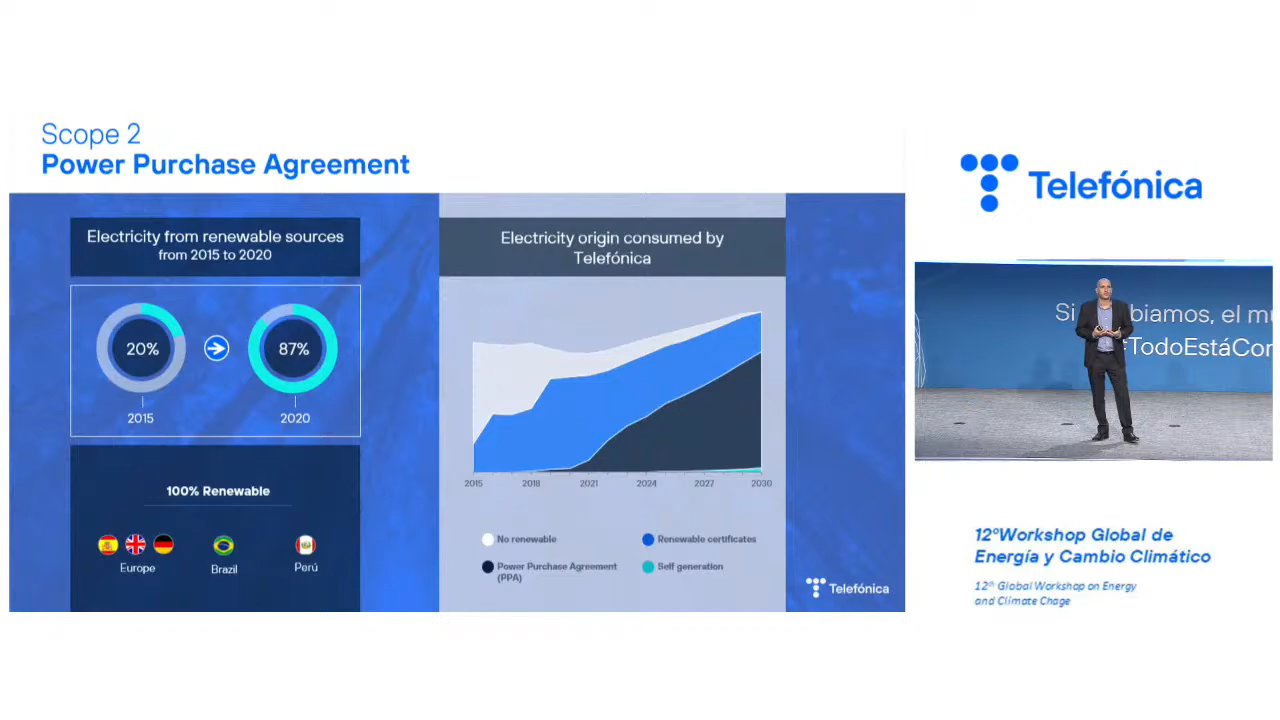 Scope 2
Power Purchase Agreement
Electricity from renewable sources
from 2015 to 2020
20%
87%
2015
2020
100% Renewable
Europe
Brazil
Perú
Electricity origin consumed by
Telefónica
2015
2018
2021
2024
2027
2030
No renewable
Renewable certificates
Power Purchase Agreement
(PPA)
Self generation
Telefónica
Telefónica
Si
biamos, el mu
#TodoEstáCon
12ºWorkshop Global de
Energía y Cambio Climático
12th Global Workshop on Energy
and Climate Chage